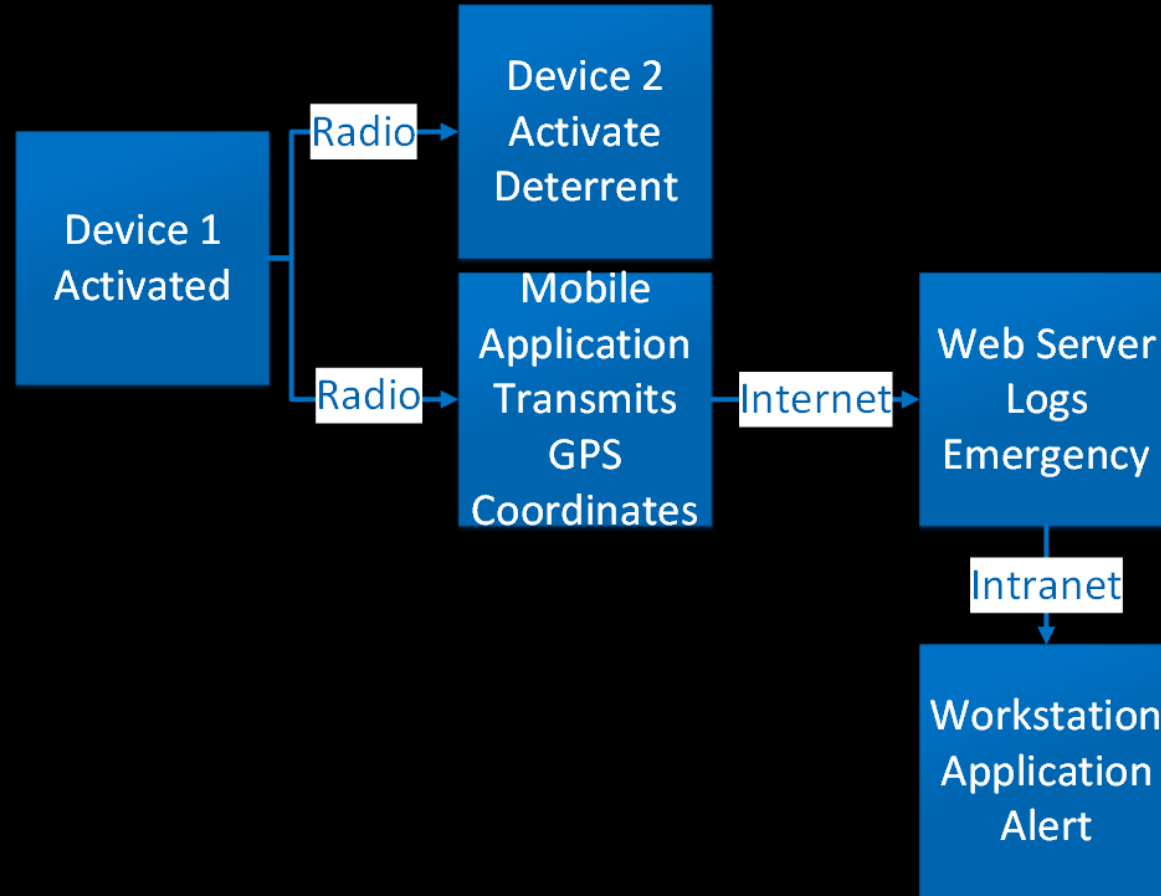 Device 1
Activated
Radio
Device 2
Activate
Deterrent
Radio
Mobile
Application
Transmits
GPS
Coordinates
Internet
Web Server
Logs
Emergency
Intranet
Workstation
Application
Alert